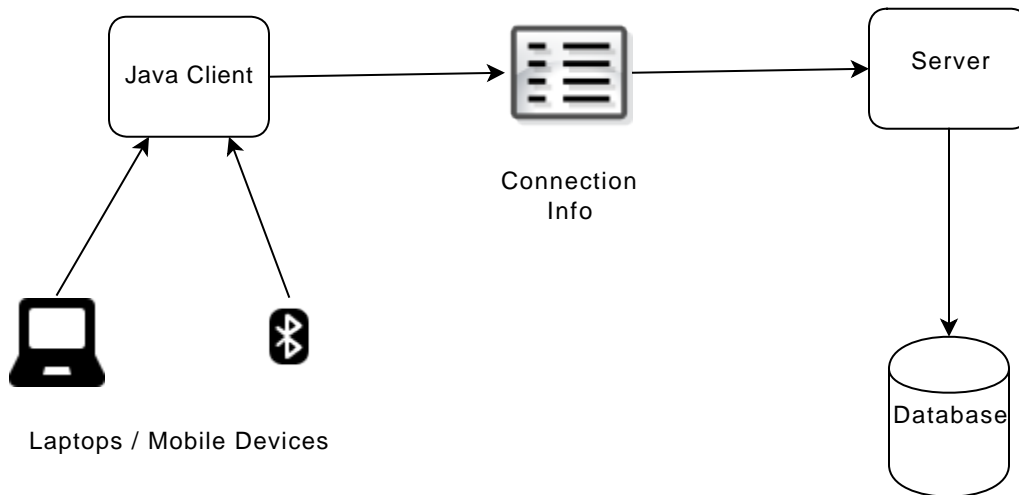 Java Client
Server
Connection
Info
Database
Laptops / Mobile Devices